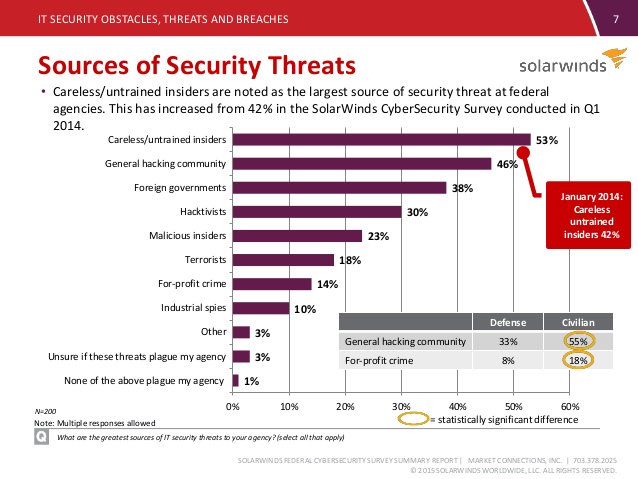 IT SECURITY OBSTACLES, THREATS AND BREACHES
7
Sources of Security Threats
solarwinds
• Careless/untrained insiders are noted as the largest source of security threat at federal
agencies. This has increased from 42% in the SolarWinds CyberSecurity Survey conducted in Q1
2014.
Careless/untrained insiders 53%
General hacking community 46%
Foreign governments 38%
Hacktivists 30%
Malicious insiders 23%
Terrorists 18%
For-profit crime 14%
Industrial spies 10%
Other 3%
Unsure if these threats plague my agency 3%
None of the above plague my agency 1%
January 2014:
Careless
untrained
insiders 42%
Defense Civilian
General hacking community 33% 55%
For-profit crime 8% 18%
0% 10% 20% 30% 40% 50% 60%
= statistically significant difference
N=200
Note: Multiple responses allowed
Q What are the greatest sources of IT security threats to your agency? (select all that apply)
SOLARWINDS FEDERAL CYBERSECURITY SURVEY SUMMARY REPORT | MARKET CONNECTIONS, INC. | 703.378.2025
© 2015 SOLARWINDS WORLDWIDE, LLC. ALL RIGHTS RESERVED.